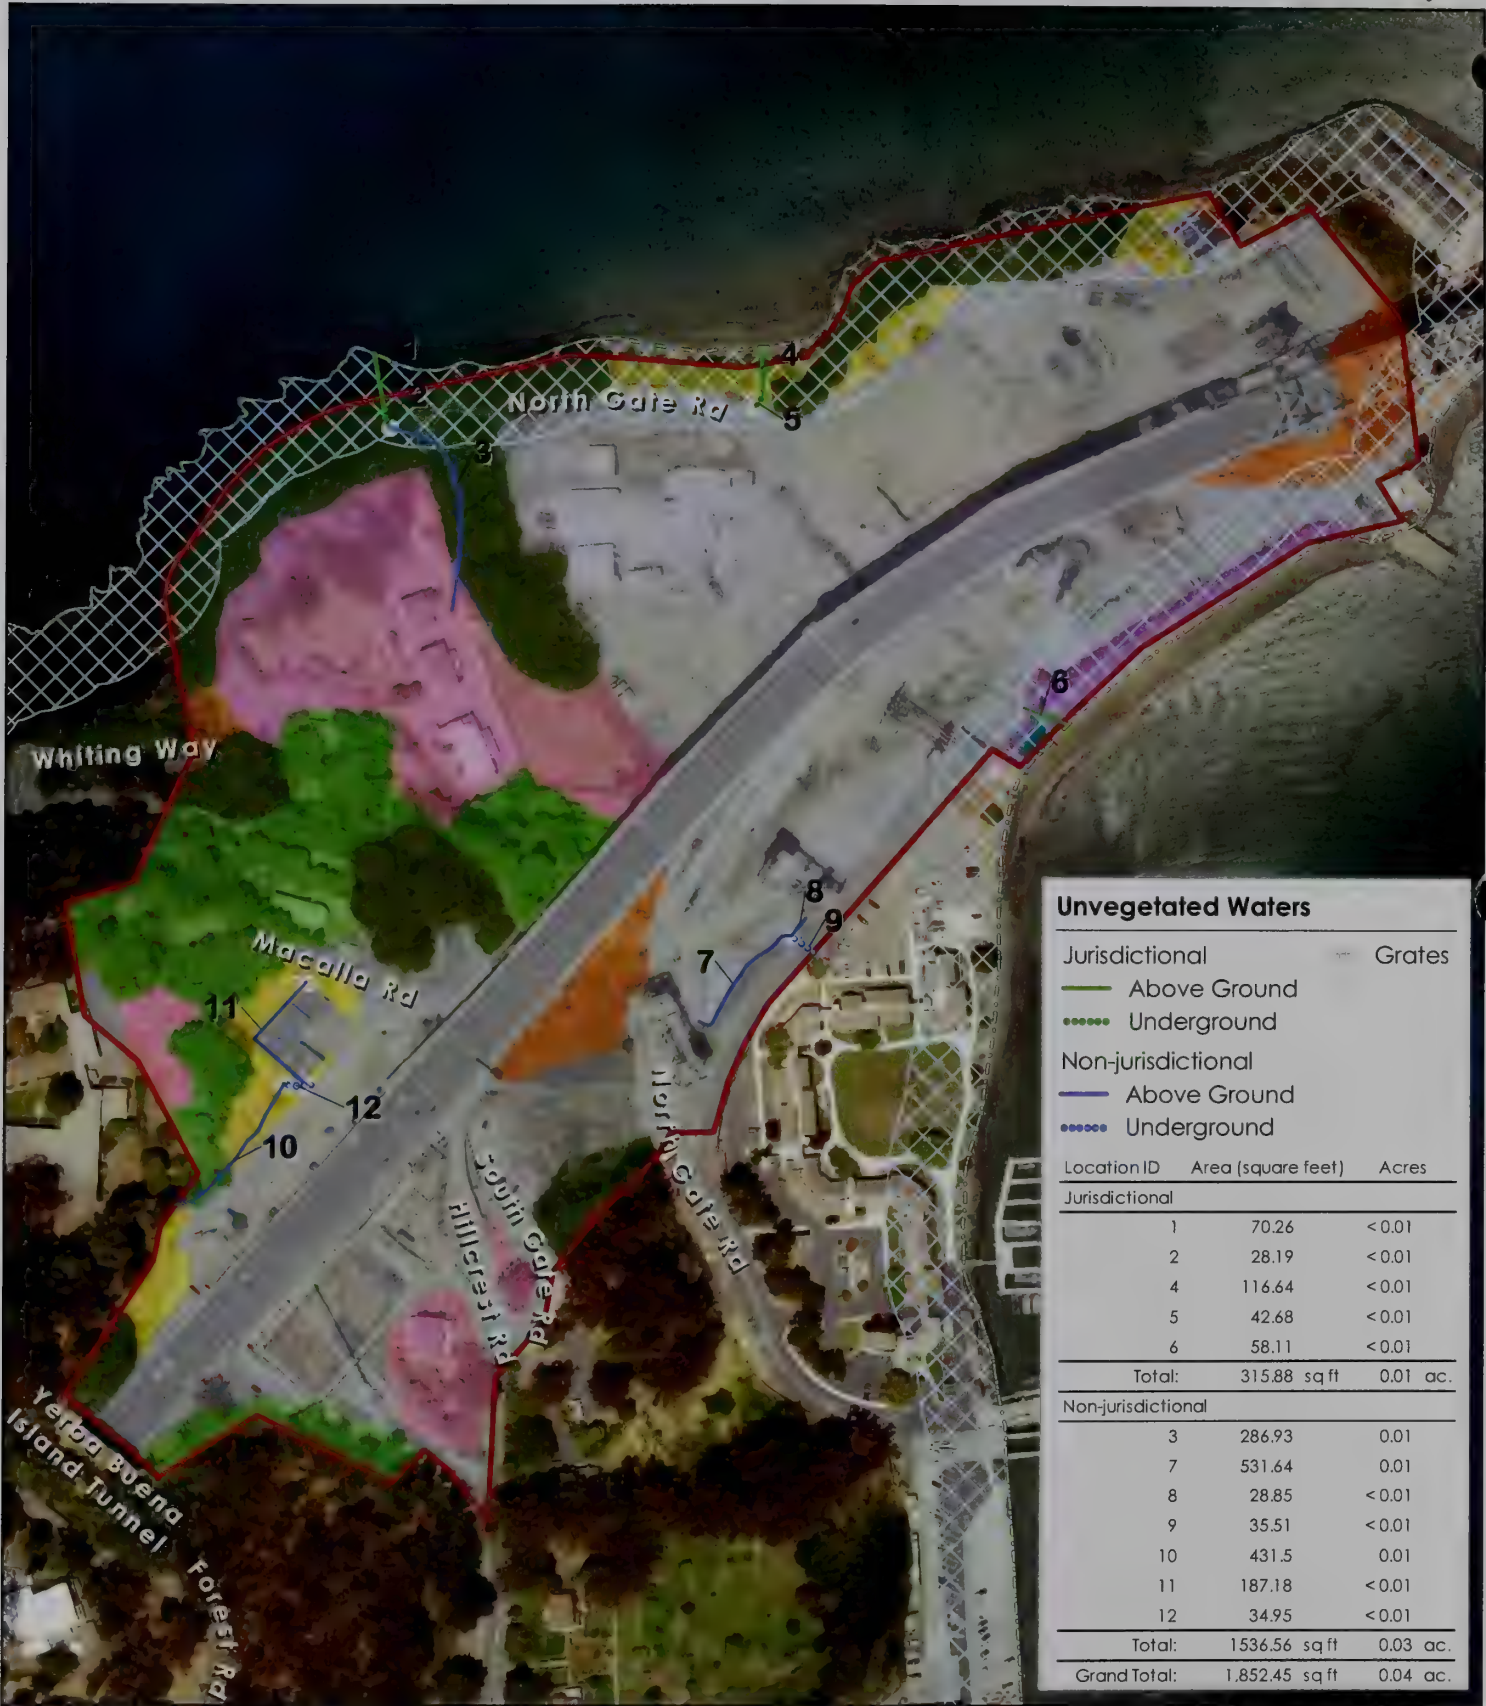 4
2
North Gate Rd
5
3
6
Whiting Way
8
9
Macalla Rd
7
11
12
10
North Gate Rd
South Gate Rd
Hillcrest Rd
Yerba Buena
Island Tunnel
Forest Rd
Unvegetated Waters
Jurisdictional Grates
Above Ground
Underground
Non-jurisdictional
Above Ground
Underground
Location ID Area (square feet) Acres
Jurisdictional
1 70.26 <0.01
2 28.19 <0.01
4 116.64 <0.01
5 42.68 <0.01
6 58.11 <0.01
Total: 315.88 sq ft 0.01 ac.
Non-jurisdictional
3 286.93 0.01
7 531.64 0.01
8 28.85 <0.01
9 35.51 <0.01
10 431.5 0.01
11 187.18 <0.01
12 34.95 <0.01
Total: 1536.56 sq ft 0.03 ac.
Grand Total: 1,852.45 sq ft 0.04 ac.